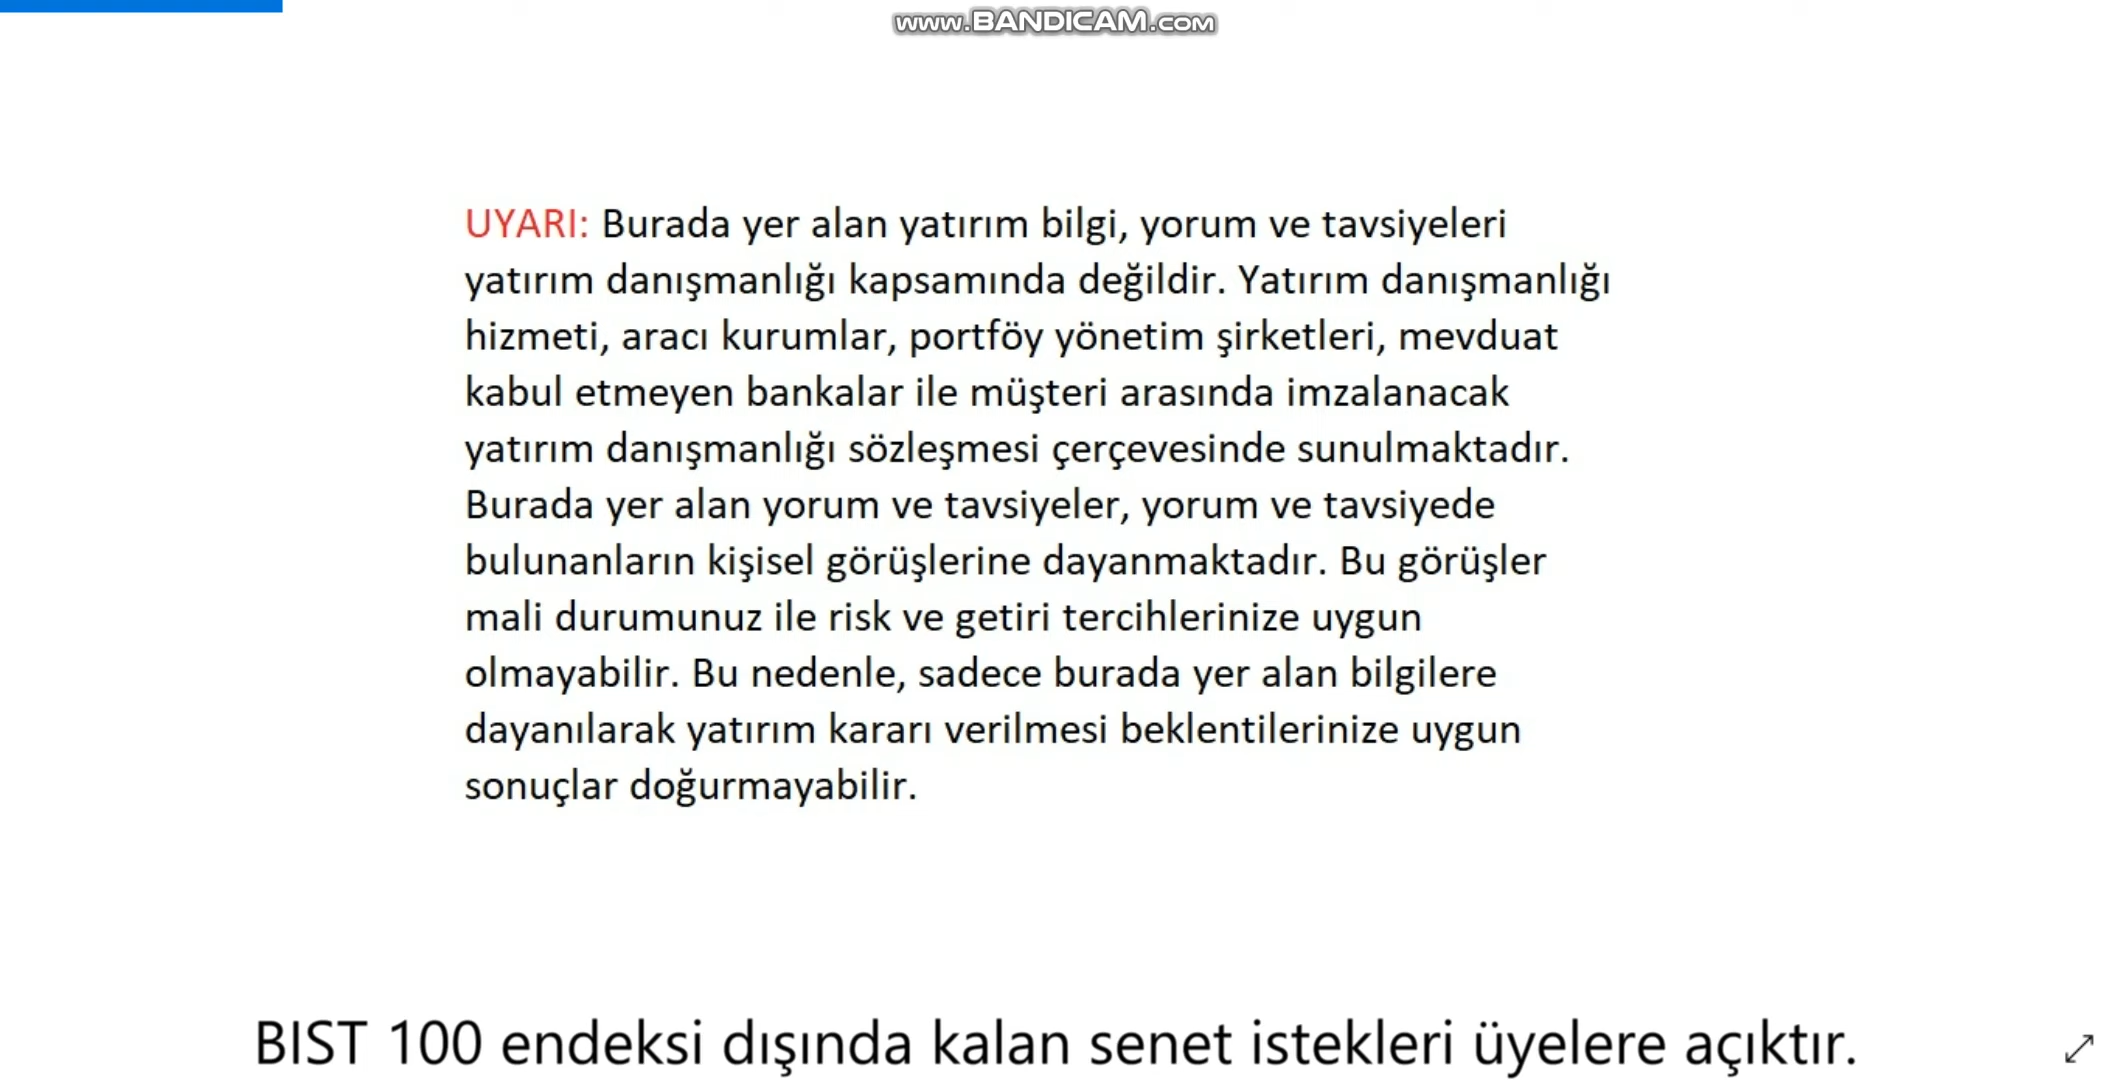 www.BANDICAM.com
UYARI: Burada yer alan yatırım bilgi, yorum ve tavsiyeleri
yatırım danışmanlığı kapsamında değildir. Yatırım danışmanlığı
hizmeti, aracı kurumlar, portföy yönetim şirketleri, mevduat
kabul etmeyen bankalar ile müşteri arasında imzalanacak
yatırım danışmanlığı sözleşmesi çerçevesinde sunulmaktadır.
Burada yer alan yorum ve tavsiyeler, yorum ve tavsiyede
bulunanların kişisel görüşlerine dayanmaktadır. Bu görüşler
mali durumunuz ile risk ve getiri tercihlerinize uygun
olmayabilir. Bu nedenle, sadece burada yer alan bilgilere
dayanılarak yatırım kararı verilmesi beklentilerinize uygun
sonuçlar doğurmayabilir.
BIST 100 endeksi dışında kalan senet istekleri üyelere açıktır.